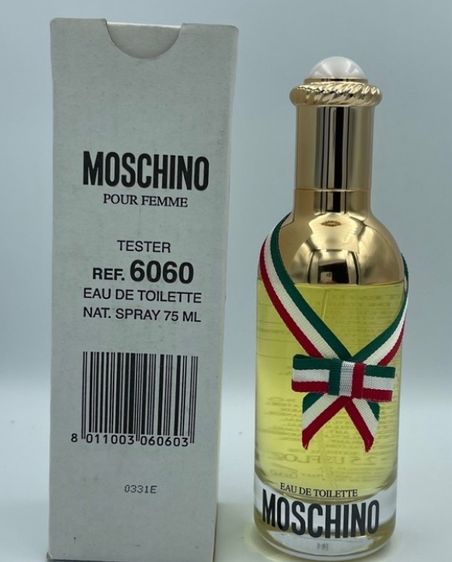 MOSCHINO
POUR FEMME
TESTER
REF. 6060
EAU DE TOILETTE
NAT. SPRAY 75 ML
8 011003 060603
0331E
EAU DE TOILETTE
MOSCHINO